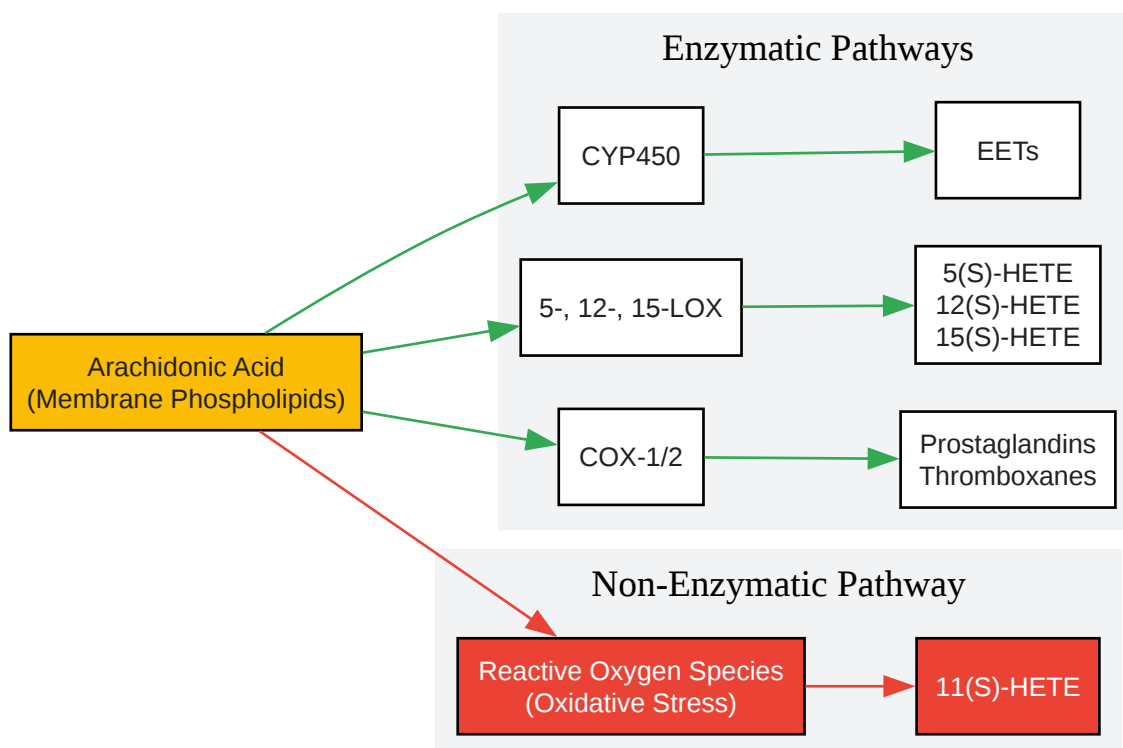 Enzymatic Pathways
CYP450
EETs
5-, 12-, 15-LOX
5(S)-HETE
12(S)-HETE
15(S)-HETE
Arachidonic Acid
(Membrane Phospholipids)
COX-1/2
Prostaglandins
Thromboxanes
Non-Enzymatic Pathway
Reactive Oxygen Species
(Oxidative Stress)
11(S)-HETE